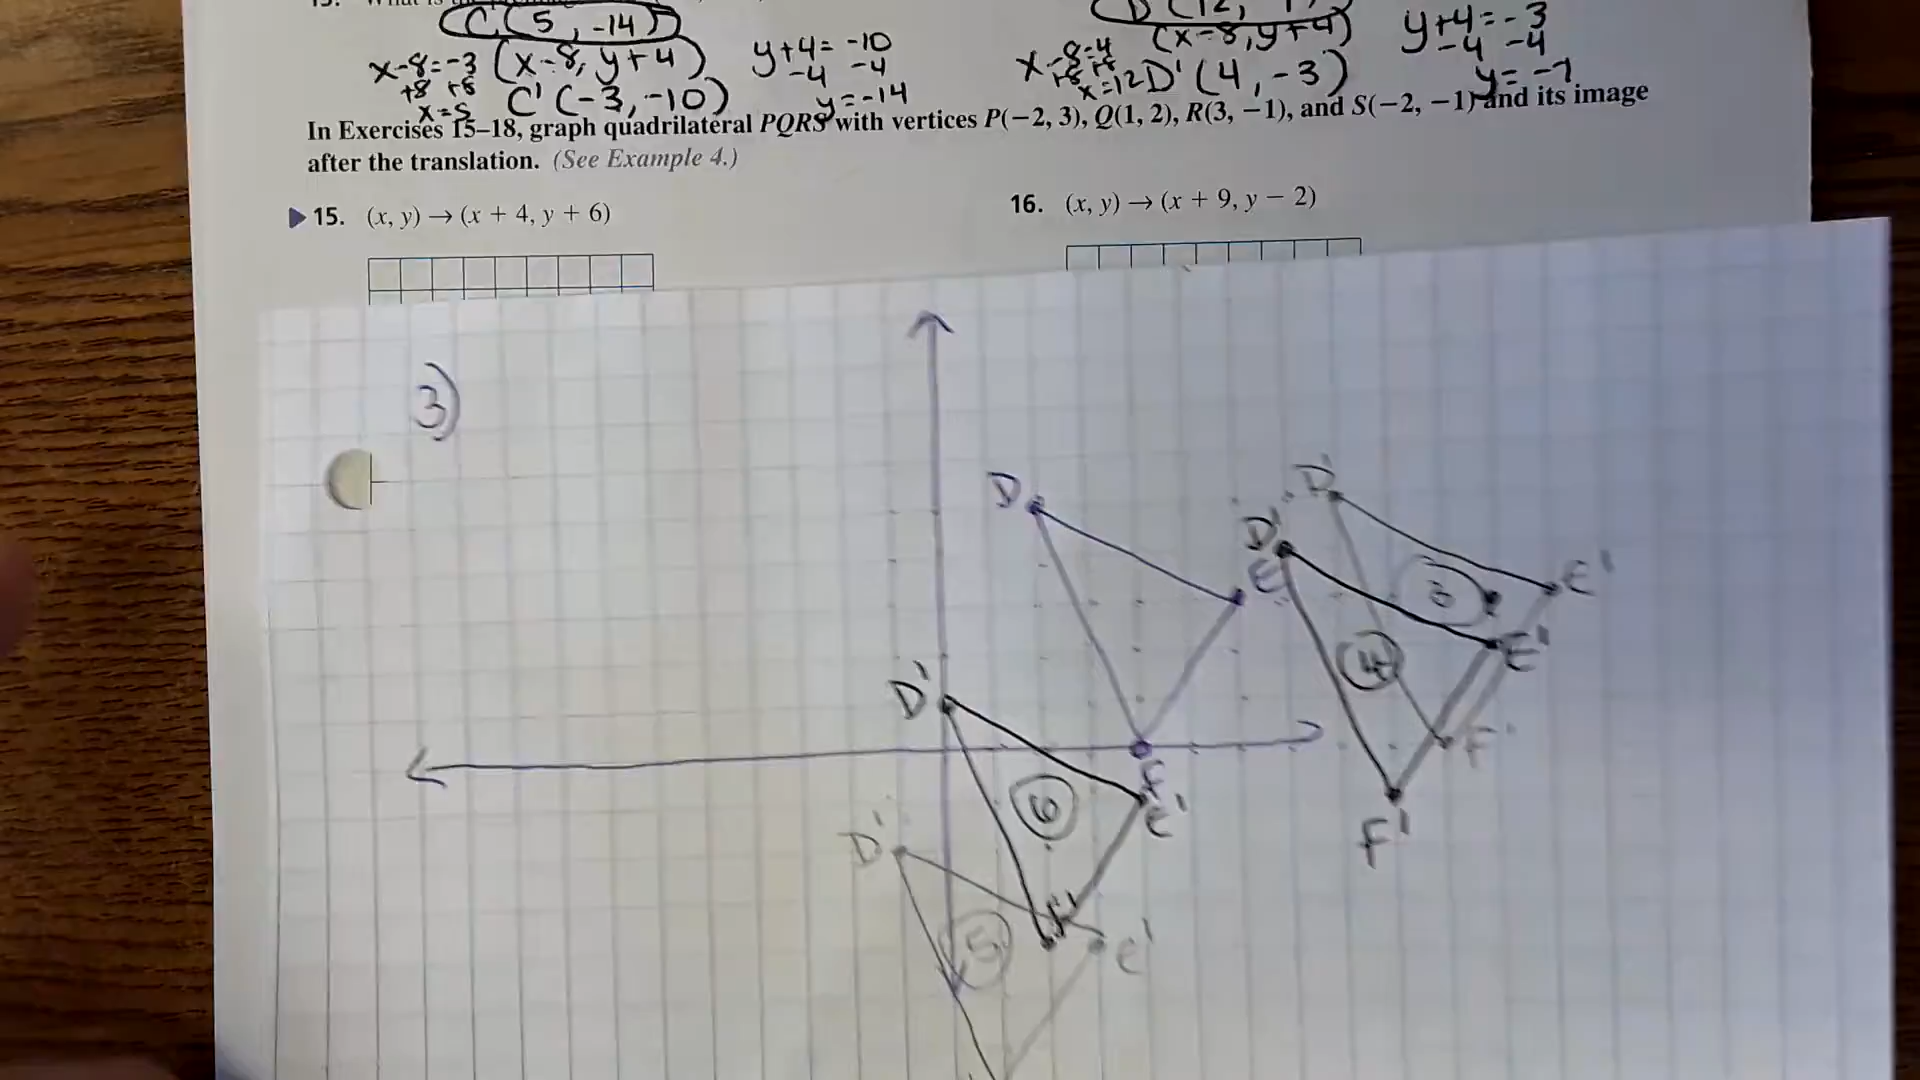 C (5, -14)
(x-8, y+4)
x-8=-3
+8 +8
x=5
C' (-3, -10)
y+4= -10
-4 -4
y=-14
(x-8, y+4)
x-8=4
+8 +8
x=12
D' (4, -3)
y+4=-3
-4 -4
y=-7
In Exercises 15–18, graph quadrilateral PQRS with vertices P(−2, 3), Q(1, 2), R(3, −1), and S(−2, −1) and its image
after the translation. (See Example 4.)
15. (x, y) → (x + 4, y + 6)
16. (x, y) → (x + 9, y − 2)
3)
D
D'
D'
E
3
E'
4
E'
D'
F'
F
6
E'
F'
D'
F'
5
E'